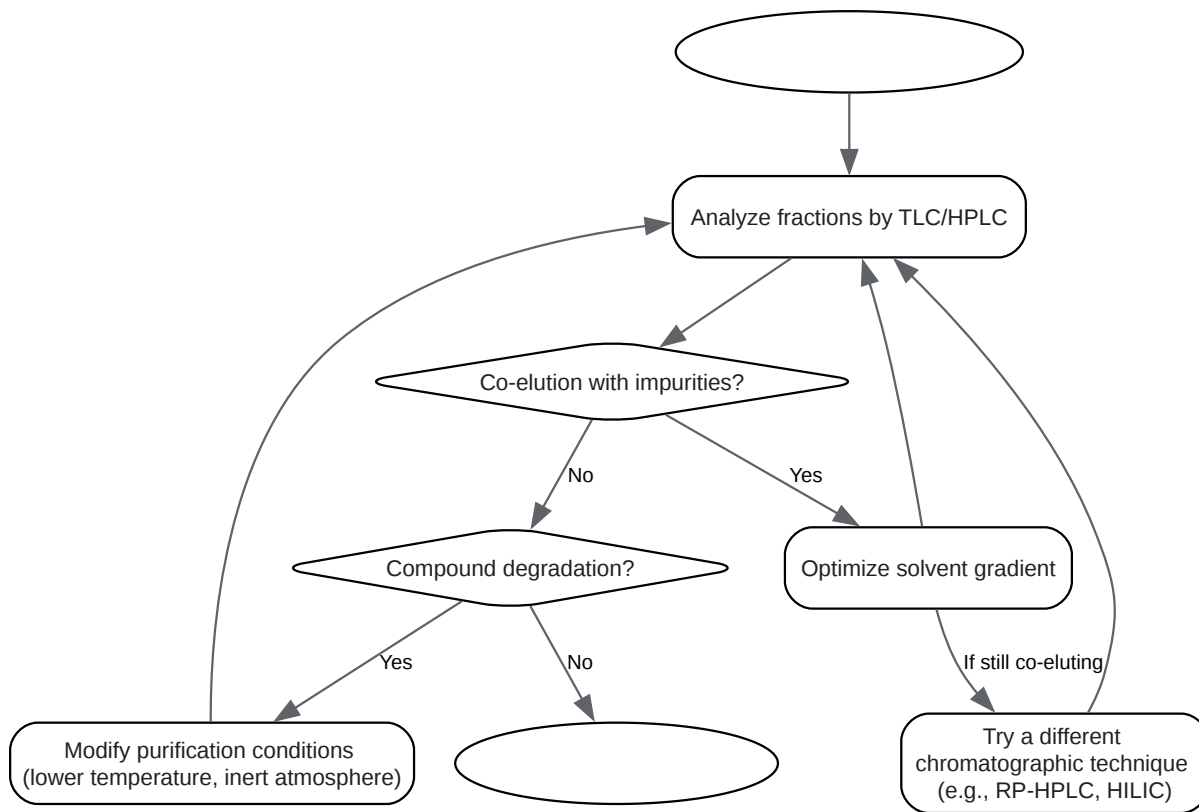 Analyze fractions by TLC/HPLC
Co-elution with impurities?
No
Yes
Compound degradation?
Optimize solvent gradient
Yes
No
If still co-eluting
Modify purification conditions
(lower temperature, inert atmosphere)
Try a different
chromatographic technique
(e.g., RP-HPLC, HILIC)